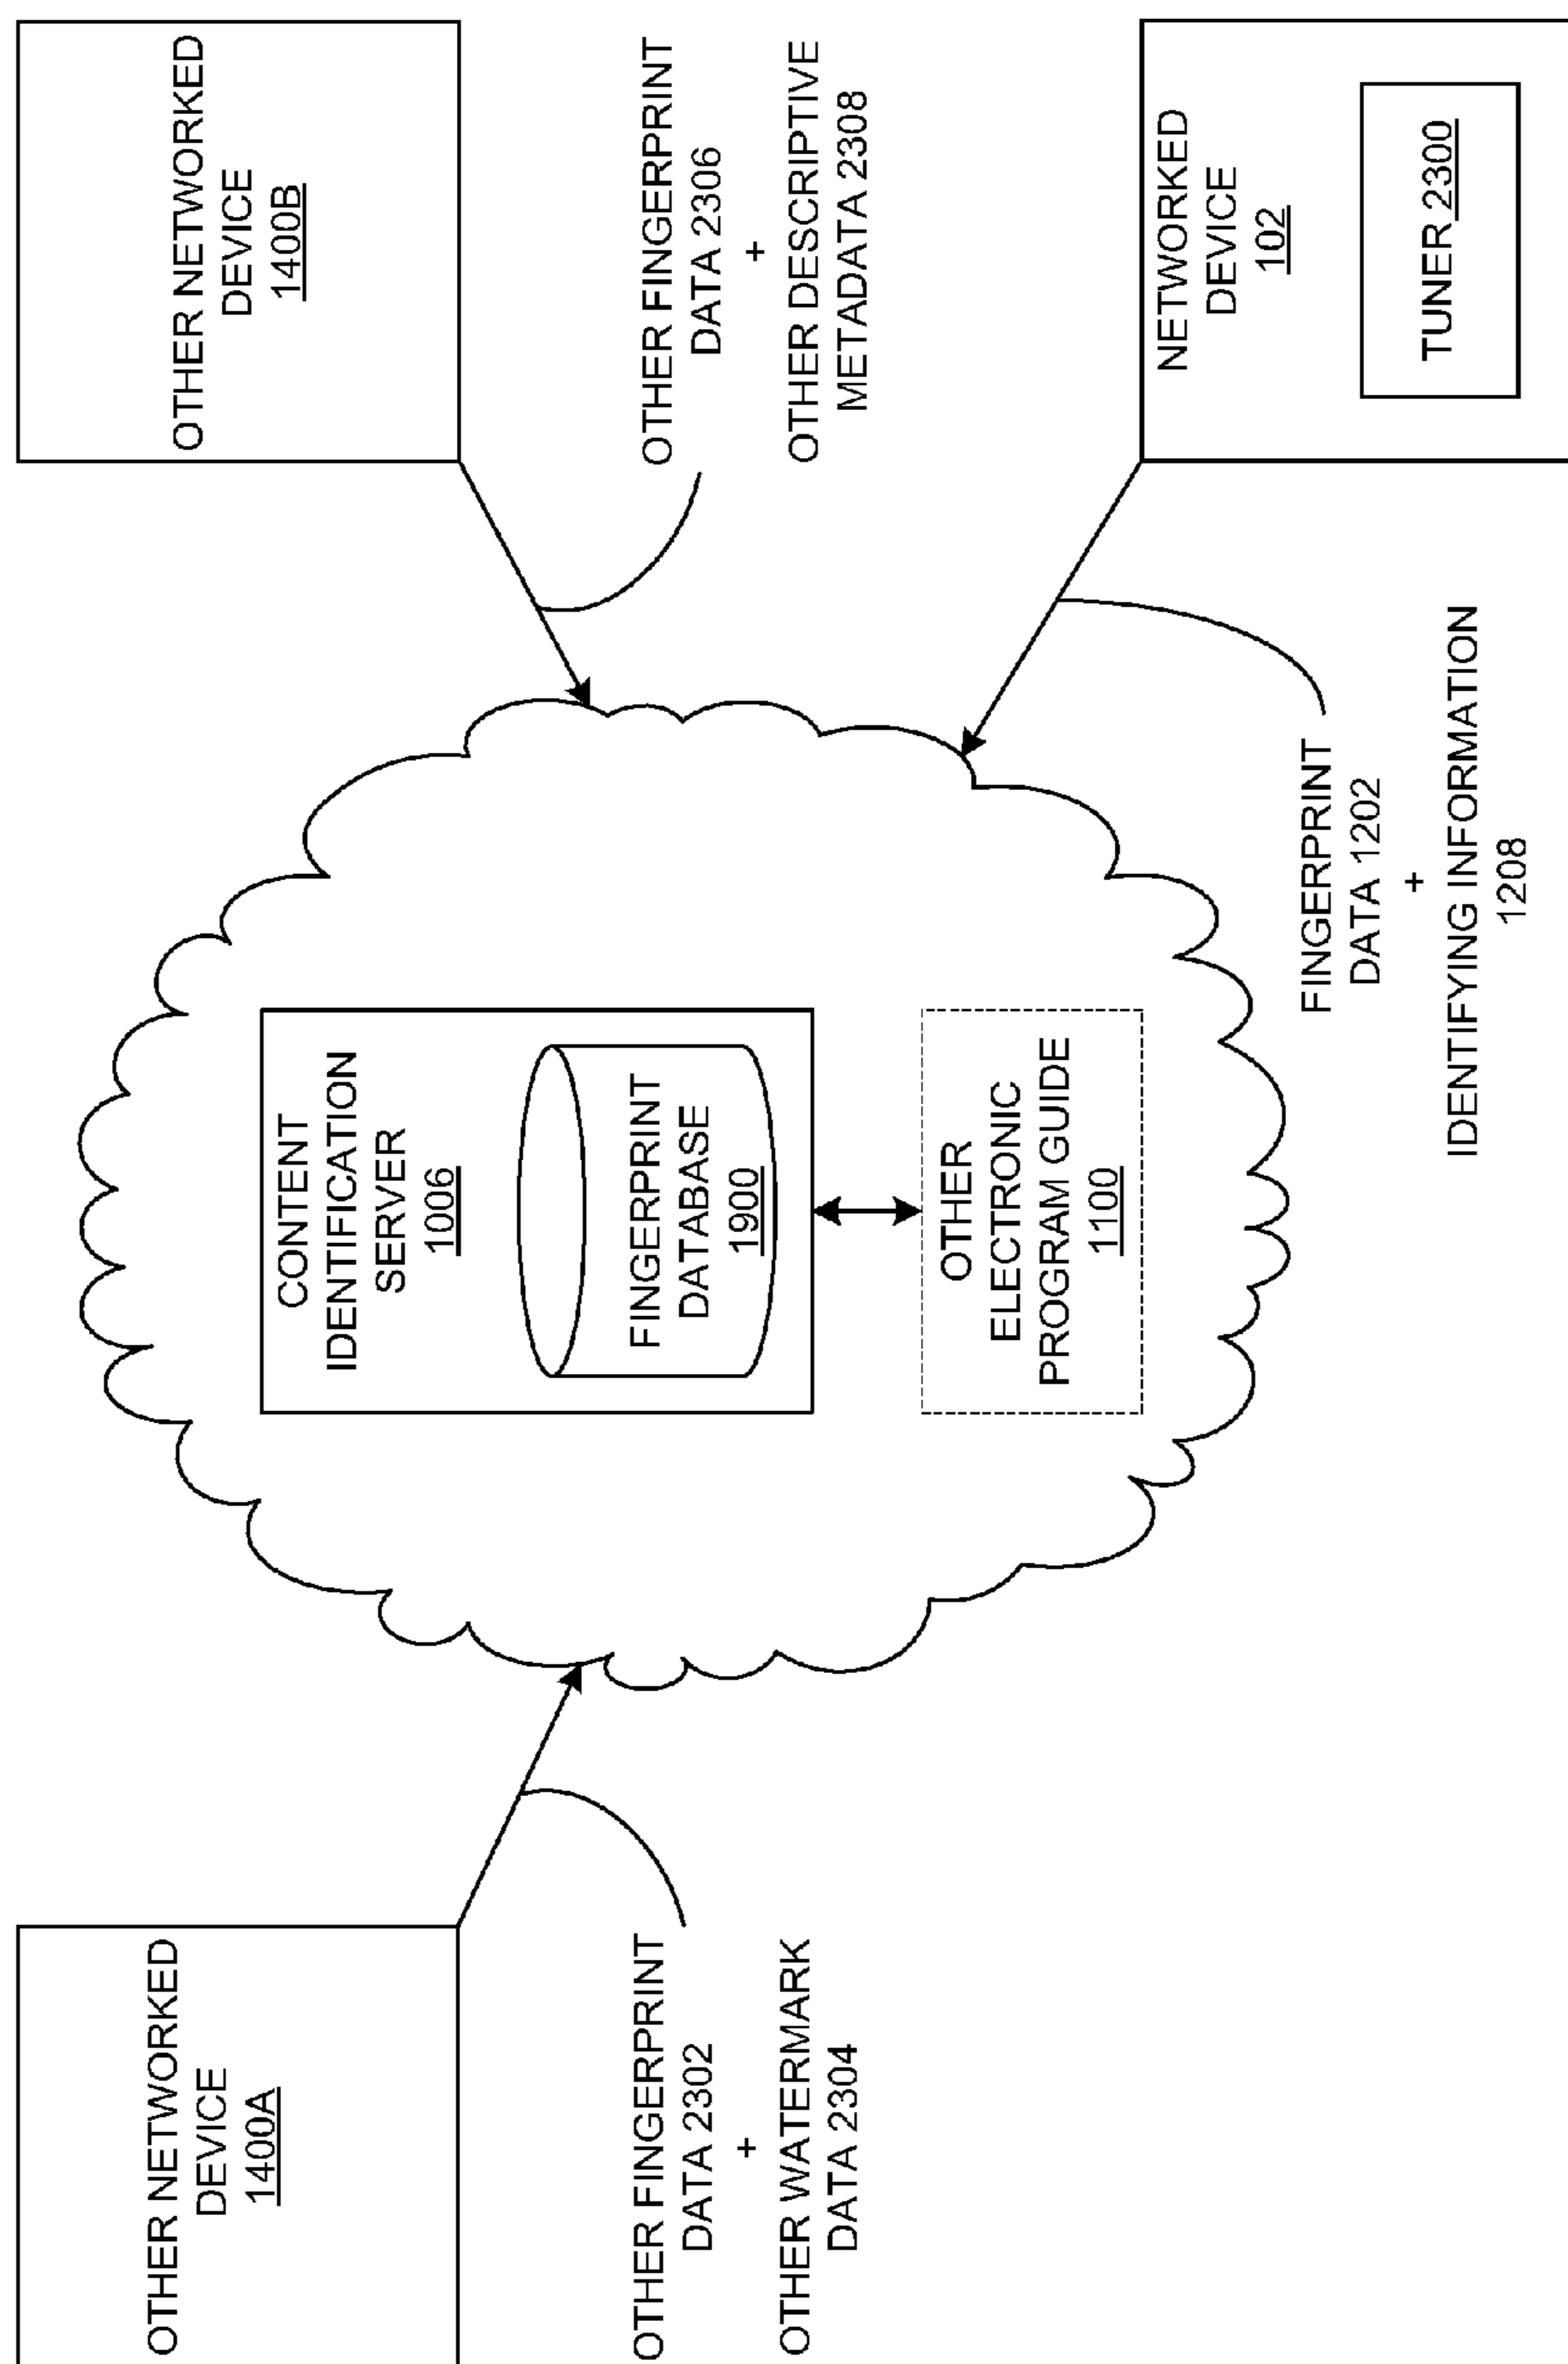 OTHER NETWORKED
DEVICE
1400A
OTHER FINGERPRINT
DATA 2302
+
OTHER WATERMARK
DATA 2304
CONTENT
IDENTIFICATION
SERVER
1006
FINGERPRINT
DATABASE
1900
OTHER
ELECTRONIC
PROGRAM GUIDE
1100
OTHER NETWORKED
DEVICE
1400B
OTHER FINGERPRINT
DATA 2306
+
OTHER DESCRIPTIVE
METADATA 2308
NETWORKED
DEVICE
102
TUNER 2300
FINGERPRINT
DATA 1202
+
IDENTIFYING INFORMATION
1208